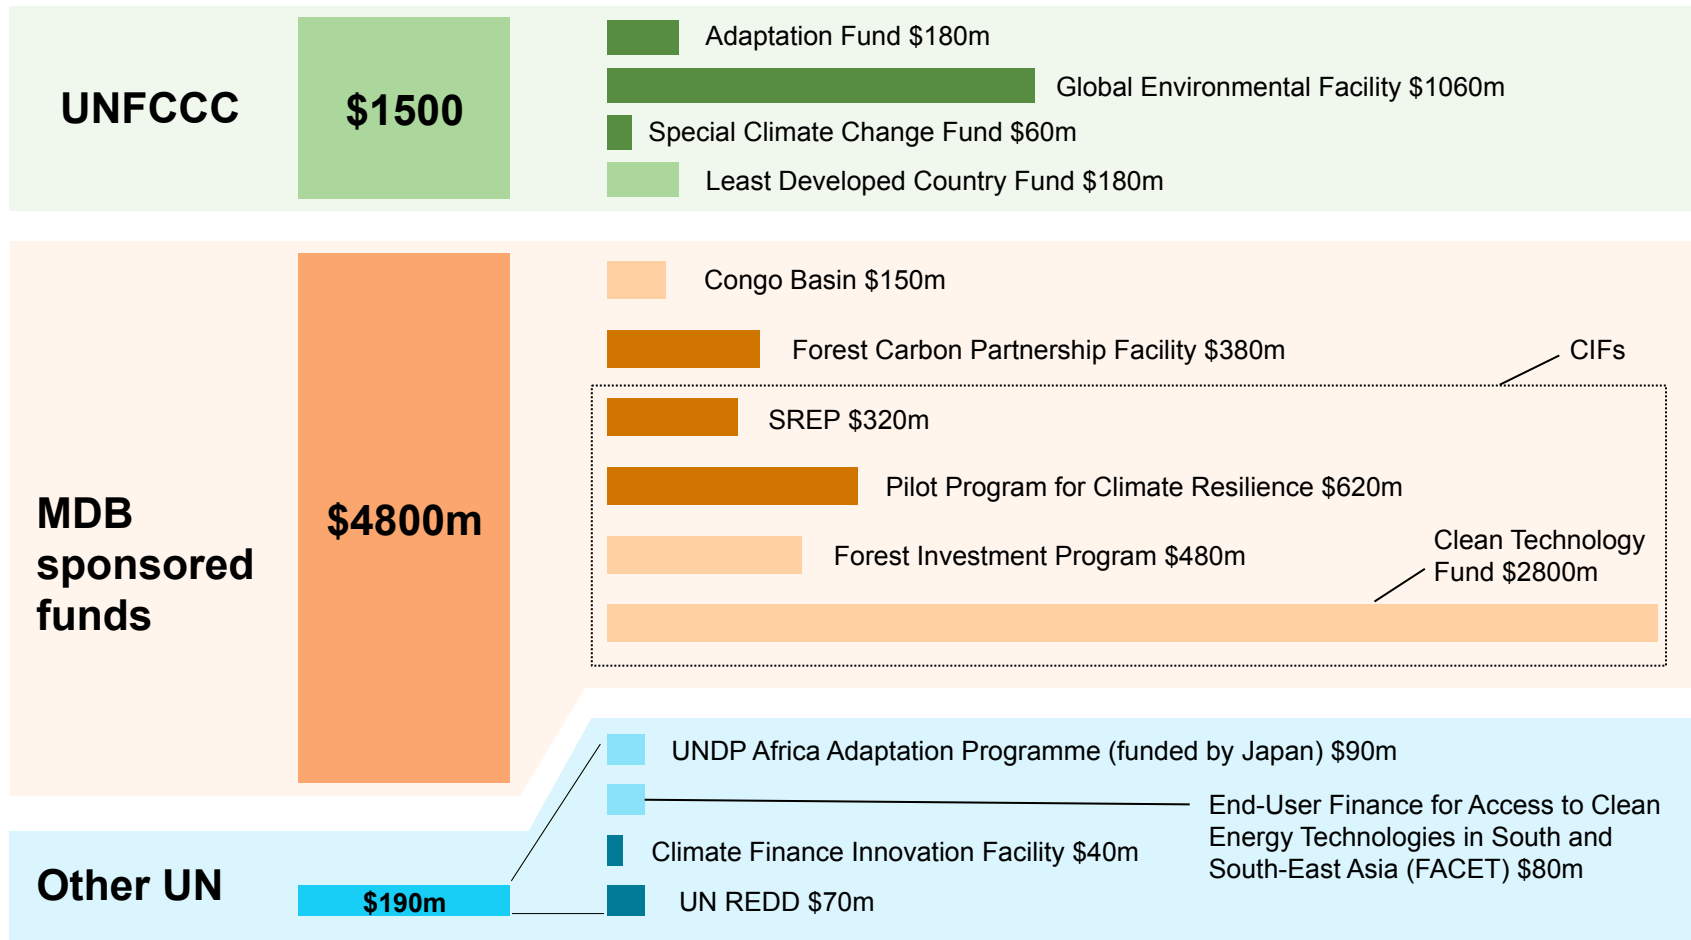 UNFCCC
$1500
Adaptation Fund $180m
Global Environmental Facility $1060m
Special Climate Change Fund $60m
Least Developed Country Fund $180m
MDB
sponsored
funds
$4800m
Congo Basin $150m
Forest Carbon Partnership Facility $380m
CIFs
SREP $320m
Pilot Program for Climate Resilience $620m
Forest Investment Program $480m
Clean Technology
Fund $2800m
Other UN
$190m
UNDP Africa Adaptation Programme (funded by Japan) $90m
End-User Finance for Access to Clean
Energy Technologies in South and
South-East Asia (FACET) $80m
Climate Finance Innovation Facility $40m
UN REDD $70m